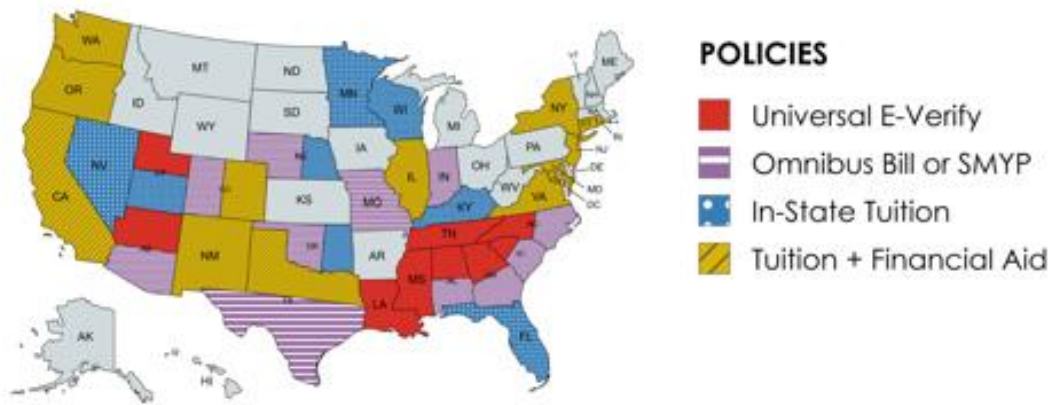 WA
MT
ND
OR
ID
SD
WY
MN
WI
MI
NY
ME
VT
RI
NJ
DE
MD
DC
NV
CA
IA
NE
IL
IN
OH
PA
WV
VA
KS
MO
KY
TN
NM
AR
MS
LA
TX
FL
AK
HI
POLICIES
Universal E-Verify
Omnibus Bill or SMYP
In-State Tuition
Tuition + Financial Aid